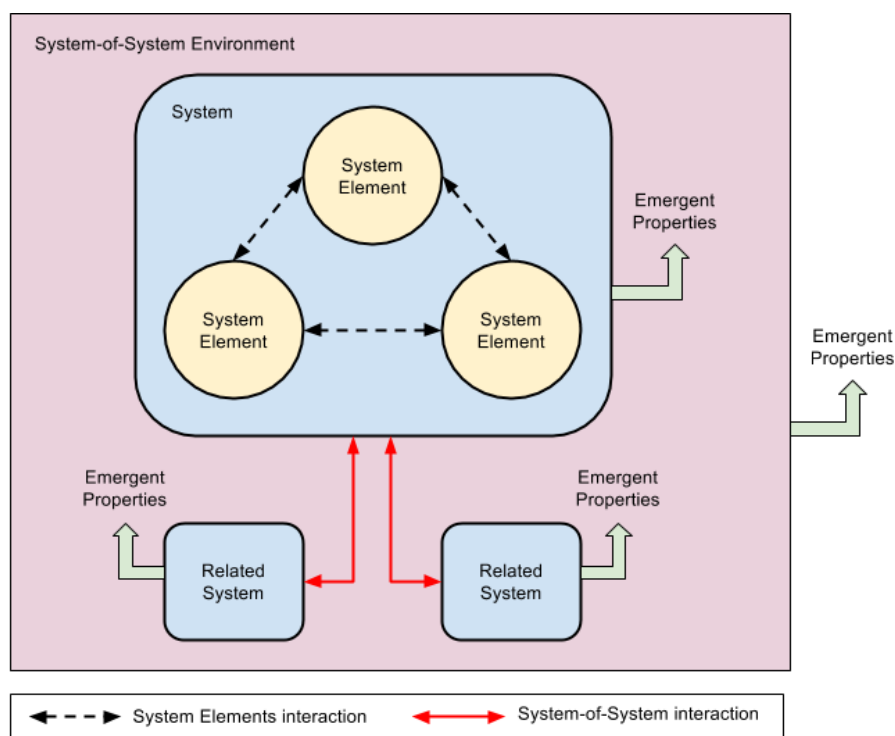 System-of-System Environment
System
System
Element
System
Element
System
Element
Emergent
Properties
Emergent
Properties
Emergent
Properties
Related
System
Emergent
Properties
Related
System
System Elements interaction
System-of-System interaction